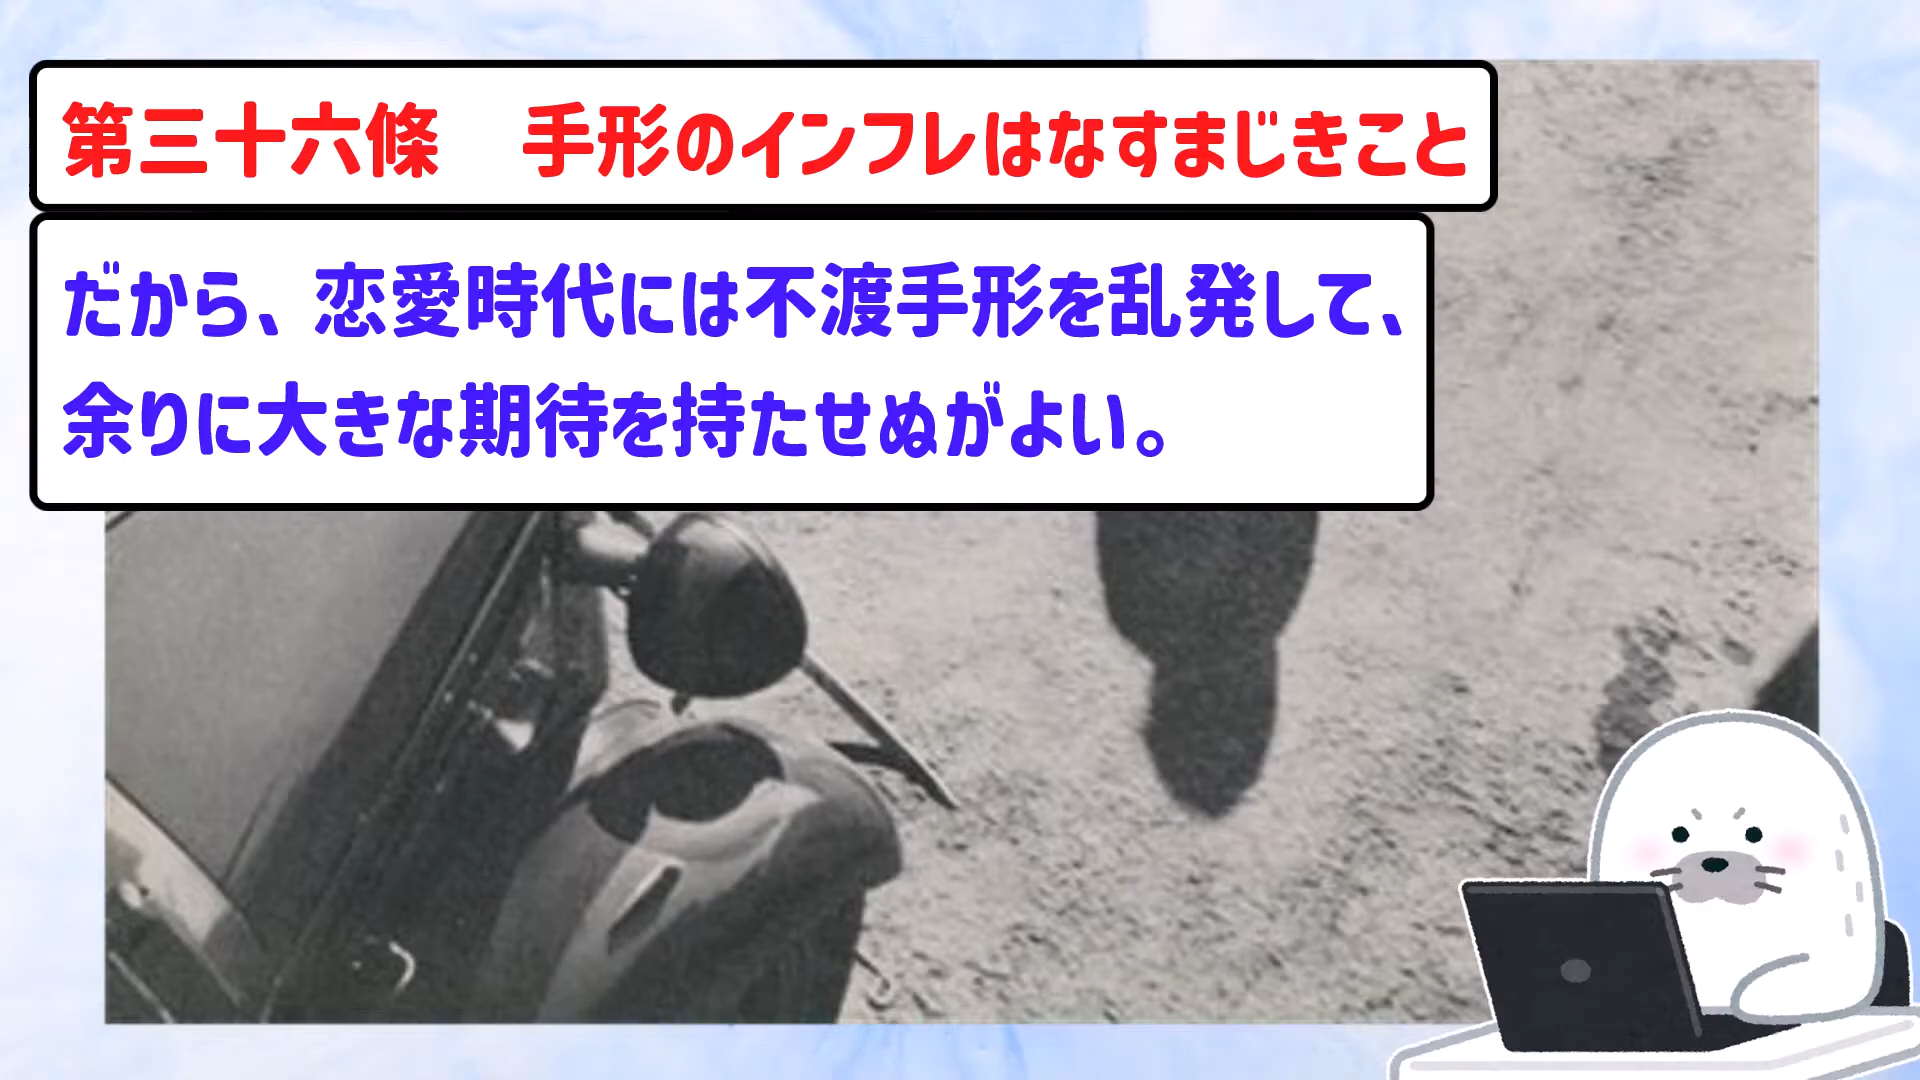 第三十六條　手形のインフレはなすまじきこと
だから、恋愛時代には不渡手形を乱発して、
余りに大きな期待を持たせぬがよい。